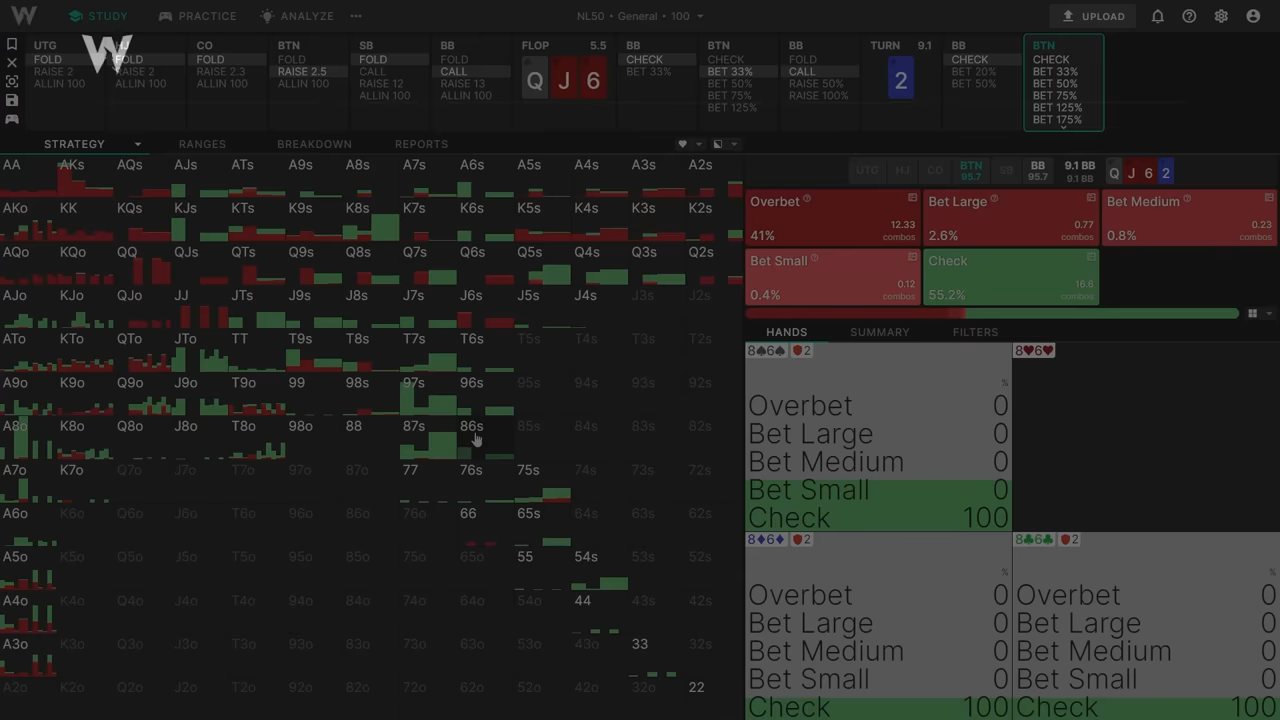 W STUDY PRACTICE ANALYZE ••• NL50 • General • 100 UPLOAD
W
UTG
FOLD
RAISE 2
ALLIN 100
HJ
FOLD
RAISE 2
ALLIN 100
CO
FOLD
RAISE 2.3
ALLIN 100
BTN
FOLD
RAISE 2.5
ALLIN 100
SB
FOLD
CALL
RAISE 12
ALLIN 100
BB
FOLD
CALL
RAISE 13
ALLIN 100
FLOP 5.5
Q J 6
BB
CHECK
BET 33%
BTN
CHECK
BET 33%
BET 50%
BET 75%
BET 125%
BB
FOLD
CALL
RAISE 50%
RAISE 100%
TURN 9.1
2
BB
CHECK
BET 20%
BET 50%
BTN
CHECK
BET 33%
BET 50%
BET 75%
BET 125%
BET 175%
STRATEGY RANGES BREAKDOWN REPORTS
AA AKs AQs AJs ATs A9s A8s A7s A6s A5s A4s A3s A2s
AKo KK KQs KJs KTs K9s K8s K7s K6s K5s K4s K3s K2s
AQo KQo QQ QJs QTs Q9s Q8s Q7s Q6s Q5s Q4s Q3s Q2s
AJo KJo QJo JJ JTs J9s J8s J7s J6s J5s J4s J3s J2s
ATo KTo QTo JTo TT T9s T8s T7s T6s T5s T4s T3s T2s
A9o K9o Q9o J9o T9o 99 98s 97s 96s 95s 94s 93s 92s
A8o K8o Q8o J8o T8o 98o 88 87s 86s 85s 84s 83s 82s
A7o K7o Q7o J7o T7o 97o 87o 77 76s 75s 74s 73s 72s
A6o K6o Q6o J6o T6o 96o 86o 76o 66 65s 64s 63s 62s
A5o K5o Q5o J5o T5o 95o 85o 75o 65o 55 54s 53s 52s
A4o K4o Q4o J4o T4o 94o 84o 74o 64o 54o 44 43s 42s
A3o K3o Q3o J3o T3o 93o 83o 73o 63o 53o 43o 33 32s
A2o K2o Q2o J2o T2o 92o 82o 72o 62o 52o 42o 32o 22
UTG HJ CO BTN 95.7 SB BB 95.7 9.1 BB 9.1 BB Q J 6 2
Overbet
12.33
41% combos
Bet Large
0.77
2.6% combos
Bet Medium
0.23
0.8% combos
Bet Small
0.12
0.4% combos
Check
16.6
55.2% combos
HANDS SUMMARY FILTERS
8♠6♠ 2
%
Overbet 0
Bet Large 0
Bet Medium 0
Bet Small 0
Check 100
8♥6♥
8♦6♦ 2
%
Overbet 0
Bet Large 0
Bet Medium 0
Bet Small 0
Check 100
8♣6♣ 2
%
Overbet 0
Bet Large 0
Bet Medium 0
Bet Small 0
Check 100